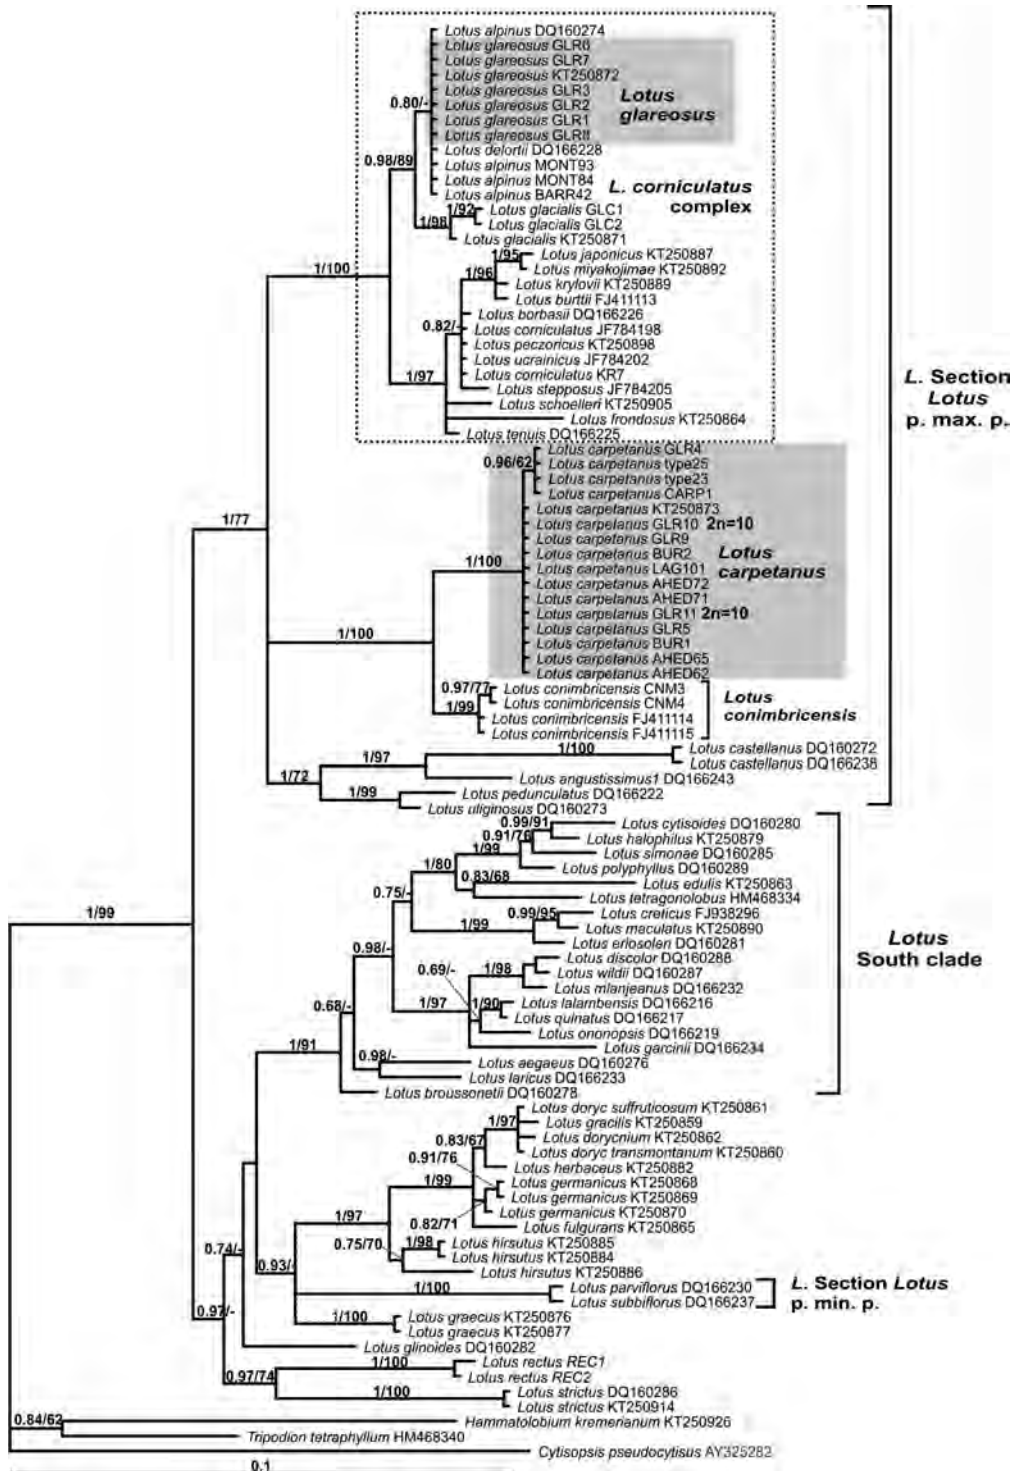 Lotus alpinus DQ160274
Lotus glareosus GLR6
Lotus glareosus GLR7
Lotus glareosus KT250872
Lotus glareosus GLR3
Lotus glareosus GLR2
Lotus glareosus GLR1
Lotus glareosus
Lotus delortii DQ166228
Lotus alpinus MONT93
Lotus alpinus MONT84
Lotus alpinus BARR42
Lotus
glareosus
0.80/-
0.98/89
L. corniculatus
complex
1/92
1/98
Lotus glacialis GLC1
Lotus glacialis GLC2
Lotus glacialis KT250871
1/100
1/95
1/96
Lotus japonicus KT250887
Lotus miyakojimae KT250892
Lotus krylovii KT250889
Lotus burttii FJ411113
0.82/-
Lotus borbasii DQ166226
Lotus corniculatus JF784198
Lotus peczoricus KT250898
Lotus ucrainicus JF784202
Lotus corniculatus KR7
1/97
Lotus stepposus JF784205
Lotus schoelleri KT250905
Lotus frondosus KT250864
Lotus tenuis DQ166225
L. Section
Lotus
p. max. p.
0.96/62
Lotus carpetanus GLR4
Lotus carpetanus type25
Lotus carpetanus type23
Lotus carpetanus CARP1
Lotus carpetanus KT250873
Lotus carpetanus GLR10 2n=10
Lotus carpetanus GLR9
Lotus carpetanus BUR2
Lotus carpetanus LAG101
Lotus carpetanus AHED72
Lotus carpetanus AHED71
Lotus carpetanus GLR11 2n=10
Lotus carpetanus GLR5
Lotus carpetanus BUR1
Lotus carpetanus AHED65
Lotus carpetanus AHED62
Lotus
carpetanus
1/77
1/100
1/100
0.97/77
1/99
Lotus conimbricensis CNM3
Lotus conimbricensis CNM4
Lotus conimbricensis FJ411114
Lotus conimbricensis FJ411115
Lotus
conimbricensis
1/100
1/97
1/72
1/99
Lotus castellanus DQ160272
Lotus castellanus DQ166238
Lotus angustissimus1 DQ166243
Lotus pedunculatus DQ166222
Lotus uliginosus DQ160273
0.99/91
0.91/76
1/99
1/80
Lotus cytisoides DQ160280
Lotus halophilus KT250879
Lotus simonae DQ160285
Lotus polyphyllus DQ160289
0.83/68
Lotus edulis KT250863
Lotus tetragonolobus HM468334
0.75/-
0.99/95
1/99
Lotus creticus FJ938296
Lotus maculatus KT250890
Lotus eriosolen DQ160281
1/99
0.98/-
0.69/-
1/98
Lotus discolor DQ160288
Lotus wildii DQ160287
Lotus mlanjeanus DQ166232
1/97
1/90
Lotus lalambensis DQ166216
Lotus quinatus DQ166217
Lotus ononopsis DQ166219
Lotus garcinii DQ166234
Lotus
South clade
0.68/-
1/91
0.98/-
Lotus aegaeus DQ160276
Lotus laricus DQ166233
Lotus broussonetii DQ160278
1/97
0.83/67
0.91/76
1/99
0.82/71
Lotus doryc suffruticosum KT250861
Lotus gracilis KT250859
Lotus dorycnium KT250862
Lotus doryc transmontanum KT250860
Lotus herbaceus KT250882
Lotus germanicus KT250868
Lotus germanicus KT250869
Lotus germanicus KT250870
Lotus fulgurans KT250865
1/97
0.75/70
1/98
Lotus hirsutus KT250885
Lotus hirsutus KT250884
Lotus hirsutus KT250886
0.74/-
0.93/-
1/100
Lotus parviflorus DQ166230
Lotus subbiflorus DQ166237
L. Section Lotus
p. min. p.
0.97/-
1/100
Lotus graecus KT250876
Lotus graecus KT250877
Lotus glinoides DQ160282
0.97/74
1/100
Lotus rectus REC1
Lotus rectus REC2
1/100
Lotus strictus DQ160286
Lotus strictus KT250914
0.84/62
Hammatolobium kremerianum KT250926
Tripodion tetraphyllum HM468340
Cytisopsis pseudocytisus AY325282
0.1